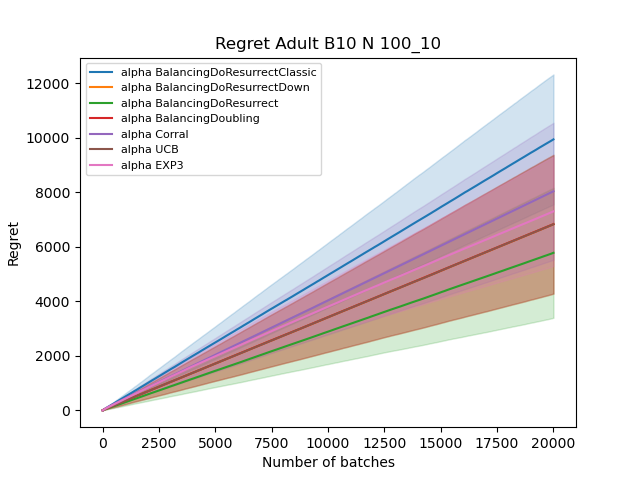 Regret Adult B10 N 100_10
12000
10000
8000
6000
4000
2000
0
Regret
alpha BalancingDoResurrectClassic
alpha BalancingDoResurrectDown
alpha BalancingDoResurrect
alpha BalancingDoubling
alpha Corral
alpha UCB
alpha EXP3
0 2500 5000 7500 10000 12500 15000 17500 20000
Number of batches